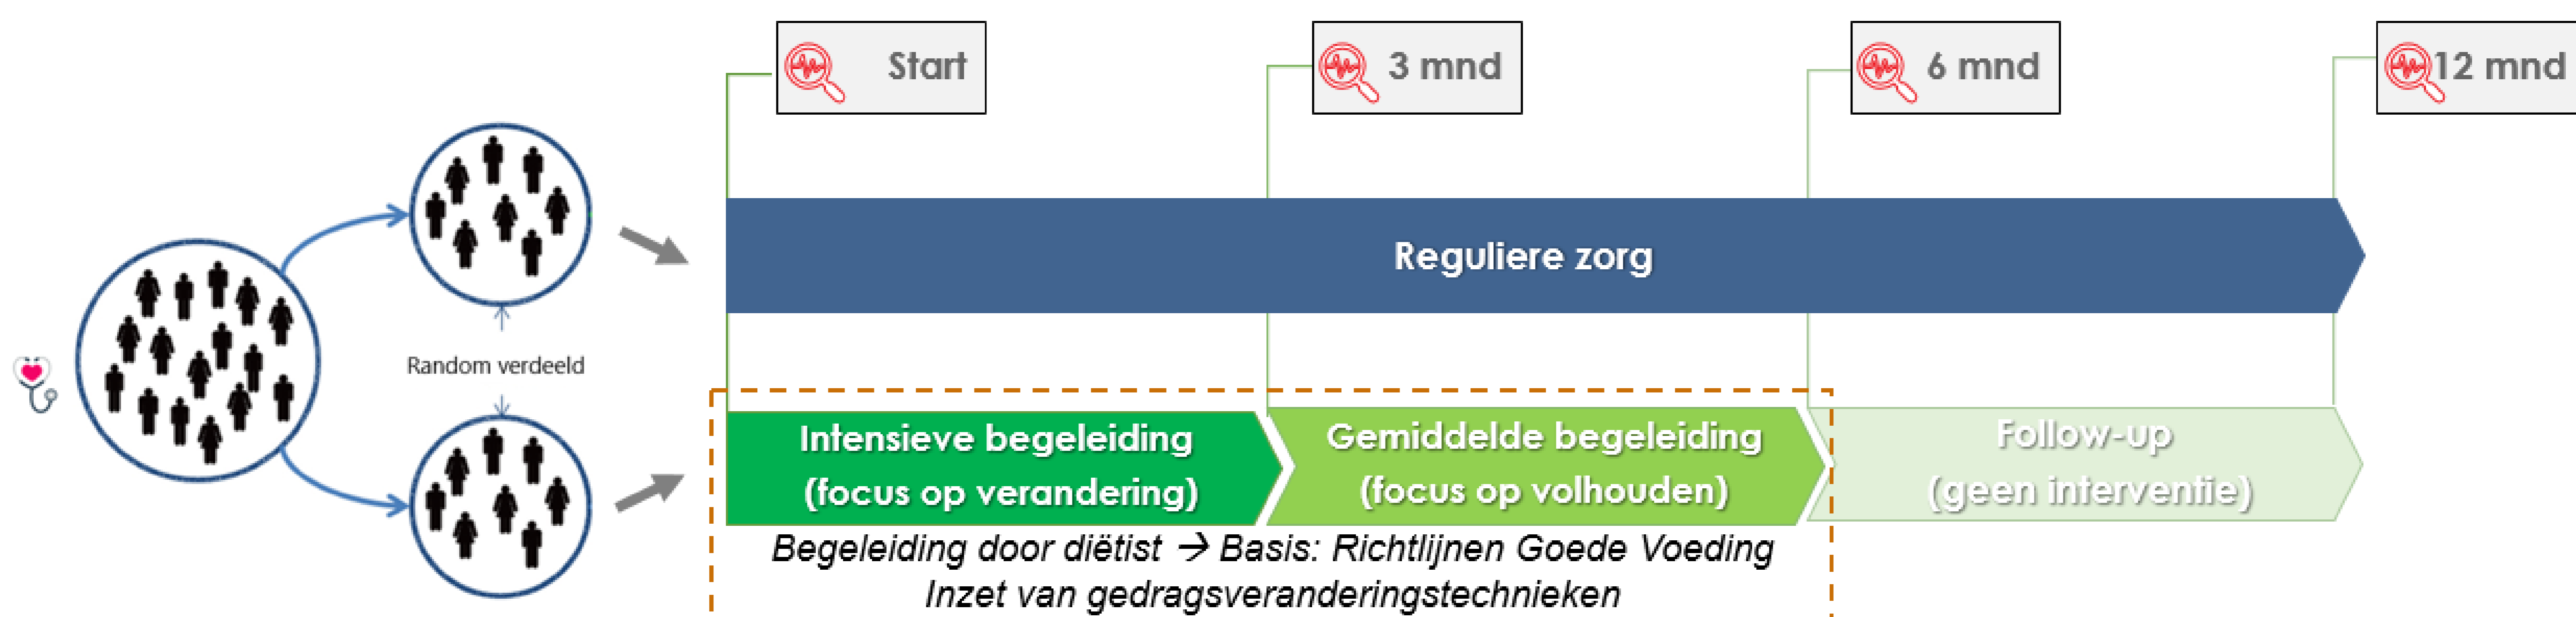 Start
3 mnd
6 mnd
12 mnd
Reguliere zorg
Random verdeeld
Intensieve begeleiding
(focus op verandering)
Gemiddelde begeleiding
(focus op volhouden)
Follow-up
(geen interventie)
Begeleiding door diëtist → Basis: Richtlijnen Goede Voeding
Inzet van gedragsveranderingstechnieken